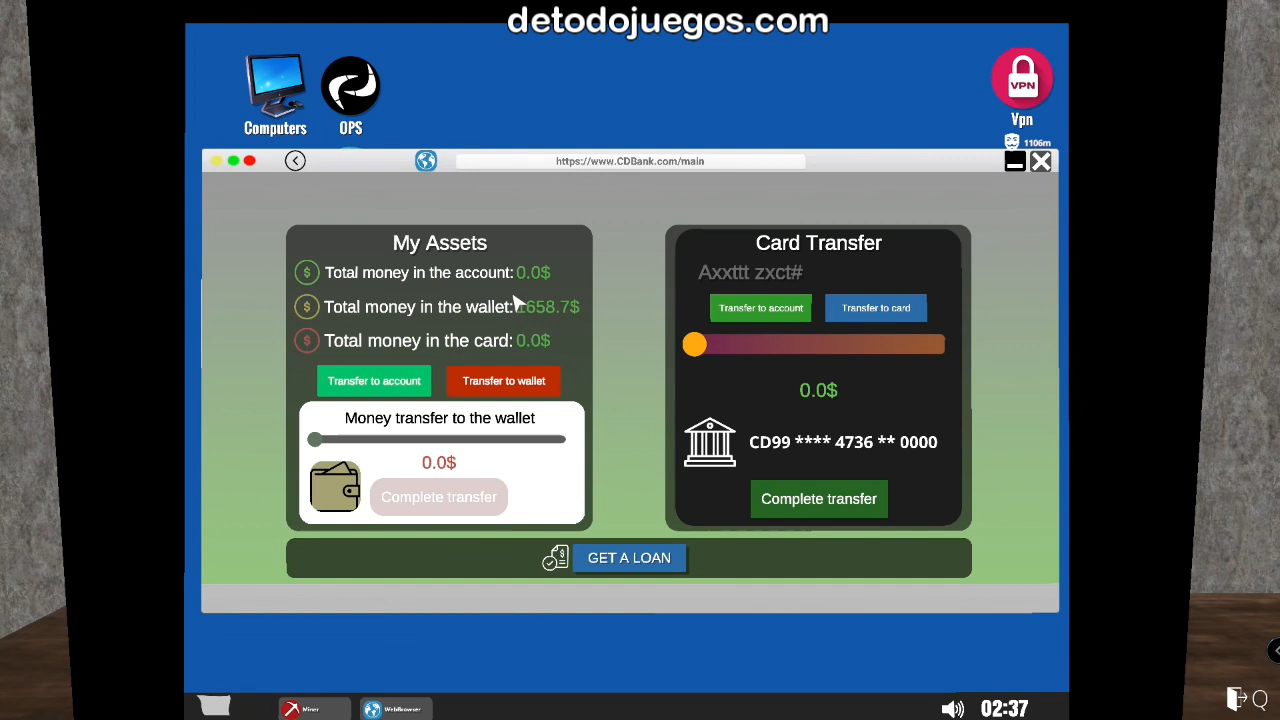 detodojuegos.com
Computers
OPS
VPN
Vpn
1106m
https://www.CDBank.com/main
My Assets
Total money in the account: 0.0$
Total money in the wallet: 658.7$
Total money in the card: 0.0$
Transfer to account
Transfer to wallet
Money transfer to the wallet
0.0$
Complete transfer
Card Transfer
Axxttt zxct#
Transfer to account
Transfer to card
0.0$
CD99 **** 4736 ** 0000
Complete transfer
GET A LOAN
Miner
WebBrowser
02:37
Q